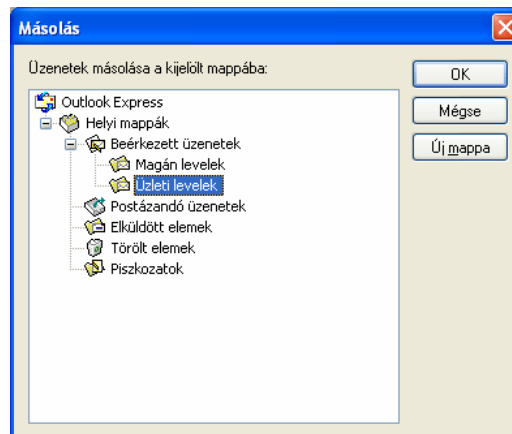 Másolás
Üzenetek másolása a kijelölt mappába:
OK
Mégse
Új mappa
Outlook Express
Helyi mappák
Beérkezett üzenetek
Magán levelek
Üzleti levelek
Postázandó üzenetek
Elküldött elemek
Törölt elemek
Piszkozatok